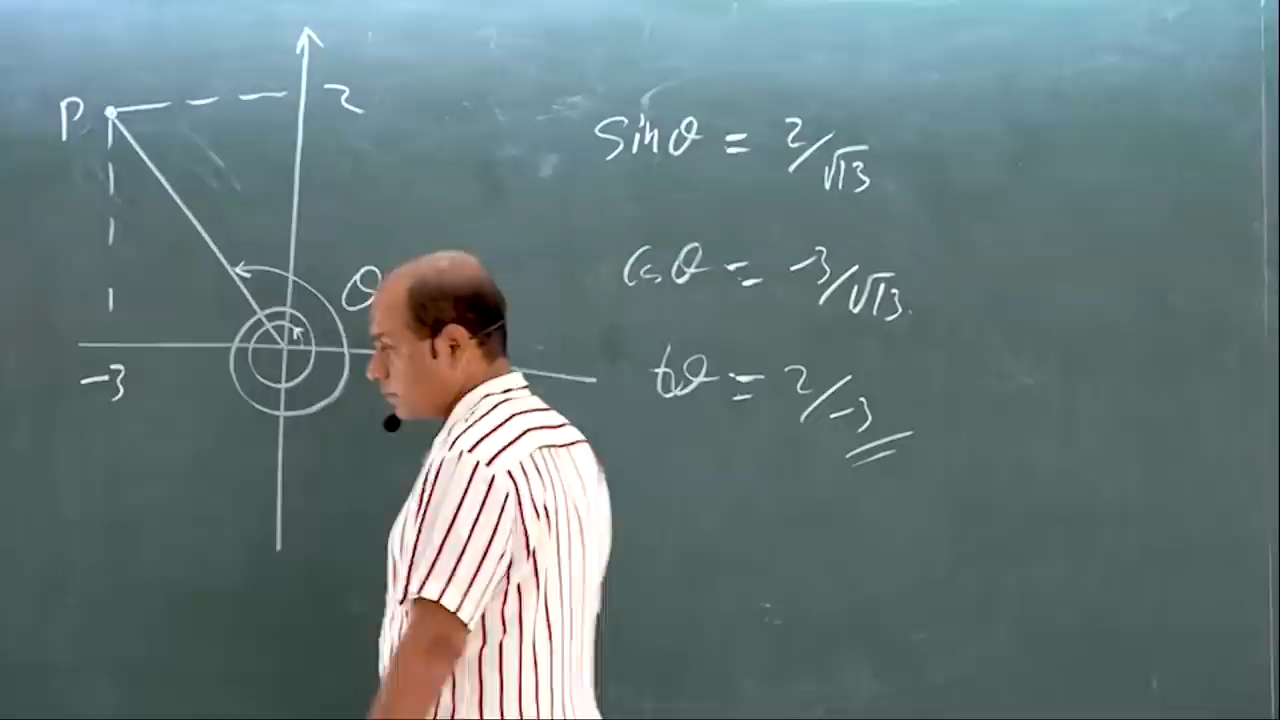 P
2
θ
-3
sinθ = 2/√13
cosθ = -3/√13
tθ = 2/-3